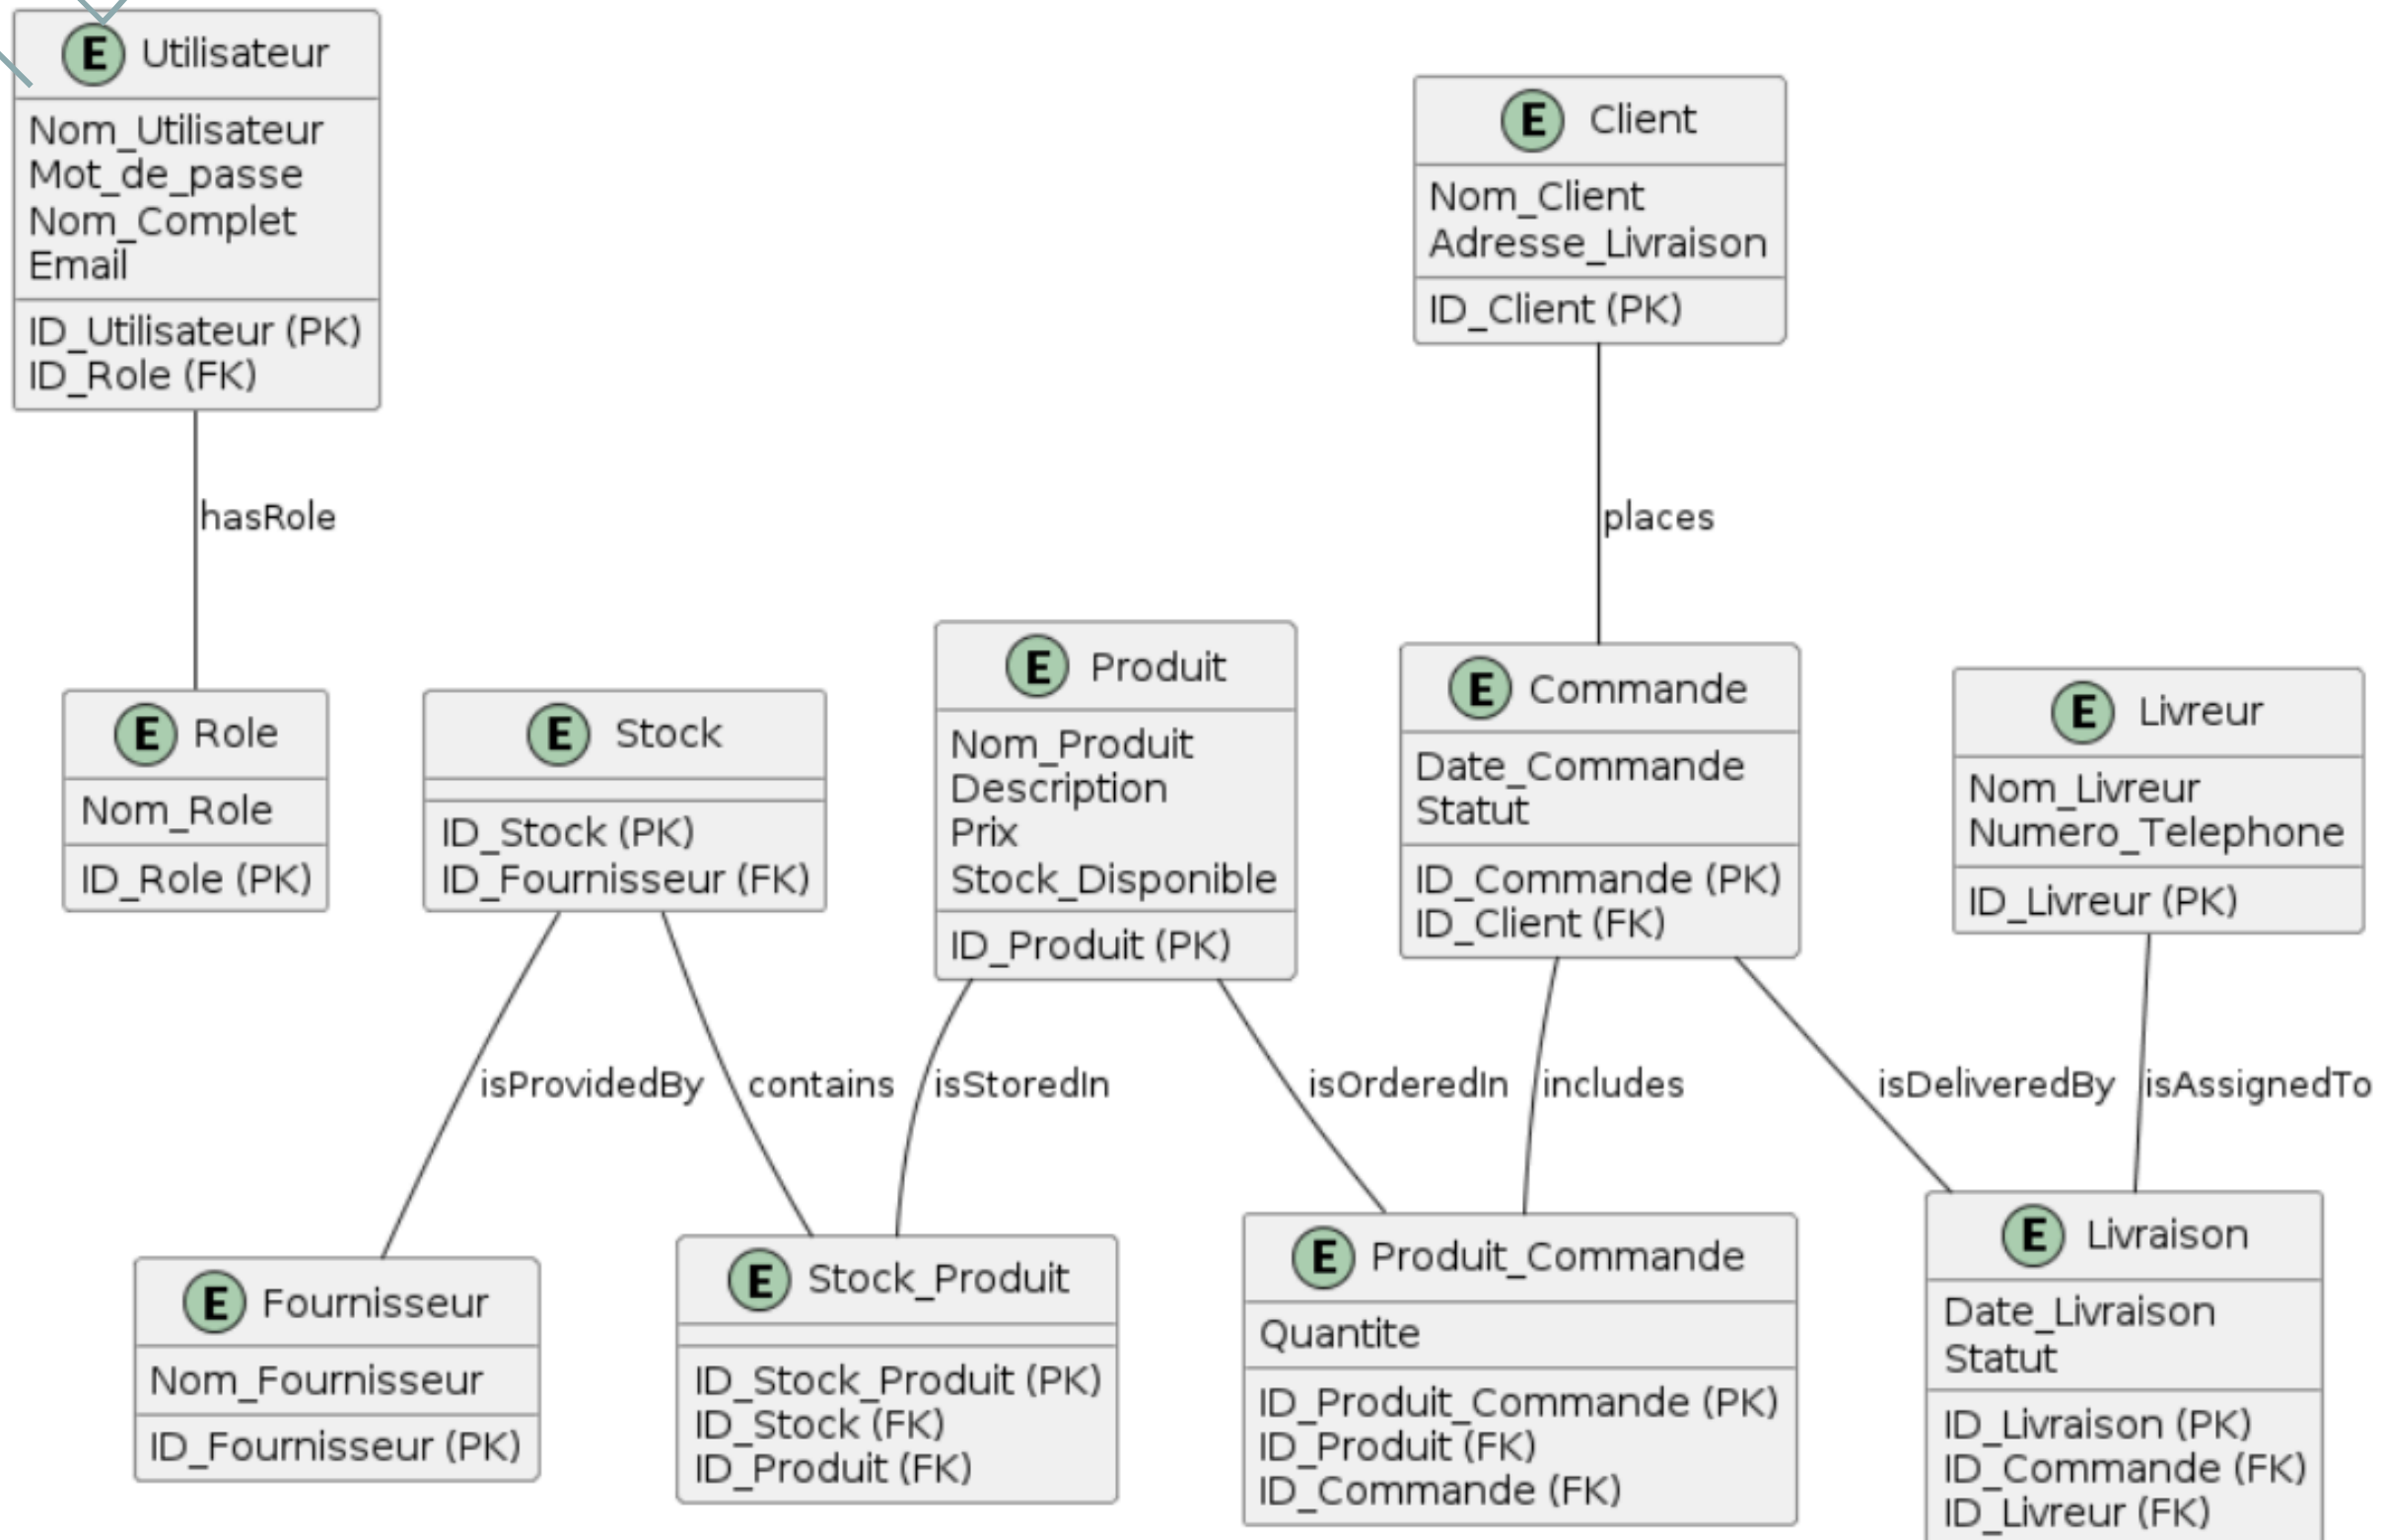 E Utilisateur
Nom_Utilisateur
Mot_de_passe
Nom_Complet
Email
ID_Utilisateur (PK)
ID_Role (FK)
E Client
Nom_Client
Adresse_Livraison
ID_Client (PK)
hasRole
places
E Role
Nom_Role
ID_Role (PK)
E Stock
ID_Stock (PK)
ID_Fournisseur (FK)
E Produit
Nom_Produit
Description
Prix
Stock_Disponible
ID_Produit (PK)
E Commande
Date_Commande
Statut
ID_Commande (PK)
ID_Client (FK)
E Livreur
Nom_Livreur
Numero_Telephone
ID_Livreur (PK)
isProvidedBy
contains
isStoredIn
isOrderedIn
includes
isDeliveredBy
isAssignedTo
E Fournisseur
Nom_Fournisseur
ID_Fournisseur (PK)
E Stock_Produit
ID_Stock_Produit (PK)
ID_Stock (FK)
ID_Produit (FK)
E Produit_Commande
Quantite
ID_Produit_Commande (PK)
ID_Produit (FK)
ID_Commande (FK)
E Livraison
Date_Livraison
Statut
ID_Livraison (PK)
ID_Commande (FK)
ID_Livreur (FK)